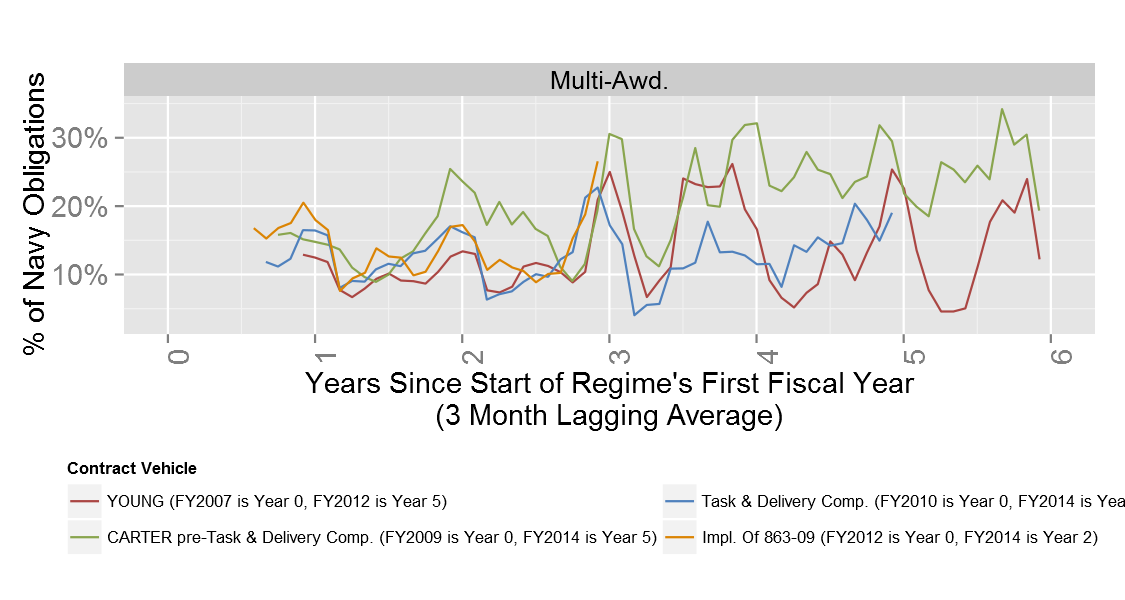 Multi-Awd.
% of Navy Obligations
30%
20%
10%
0
1
2
3
4
5
6
Years Since Start of Regime's First Fiscal Year
(3 Month Lagging Average)
Contract Vehicle
YOUNG (FY2007 is Year 0, FY2012 is Year 5)
Task & Delivery Comp. (FY2010 is Year 0, FY2014 is Yea
CARTER pre-Task & Delivery Comp. (FY2009 is Year 0, FY2014 is Year 5)
Impl. Of 863-09 (FY2012 is Year 0, FY2014 is Year 2)